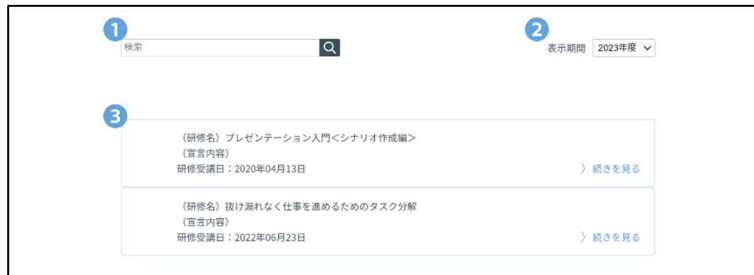 1
2
検索
表示期間 2023年度
3
(研修名) プレゼンテーション入門<シナリオ作成編>
(宣言内容)
研修受講日：2020年04月13日
〉続きを見る
(研修名) 抜け漏れなく仕事を進めるためのタスク分解
(宣言内容)
研修受講日：2022年06月23日
〉続きを見る